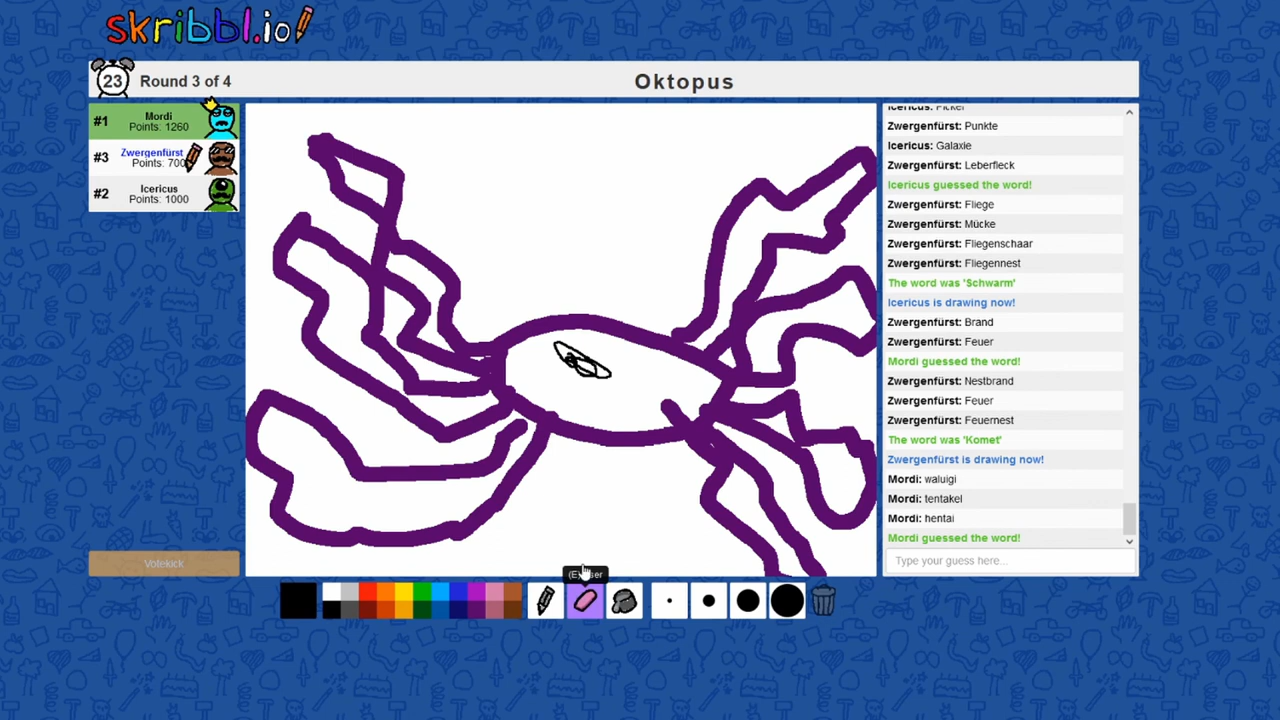 skribbl.io
23
Round 3 of 4
Oktopus
#1
Mordi
Points: 1260
#3
Zwergenfürst
Points: 700
#2
Icericus
Points: 1000
Icericus: Pickel
Zwergenfürst: Punkte
Icericus: Galaxie
Zwergenfürst: Leberfleck
Icericus guessed the word!
Zwergenfürst: Fliege
Zwergenfürst: Mücke
Zwergenfürst: Fliegenschaar
Zwergenfürst: Fliegennest
The word was 'Schwarm'
Icericus is drawing now!
Zwergenfürst: Brand
Zwergenfürst: Feuer
Mordi guessed the word!
Zwergenfürst: Nestbrand
Zwergenfürst: Feuer
Zwergenfürst: Feuernest
The word was 'Komet'
Zwergenfürst is drawing now!
Mordi: waluigi
Mordi: tentakel
Mordi: hentai
Mordi guessed the word!
Type your guess here...
Votekick